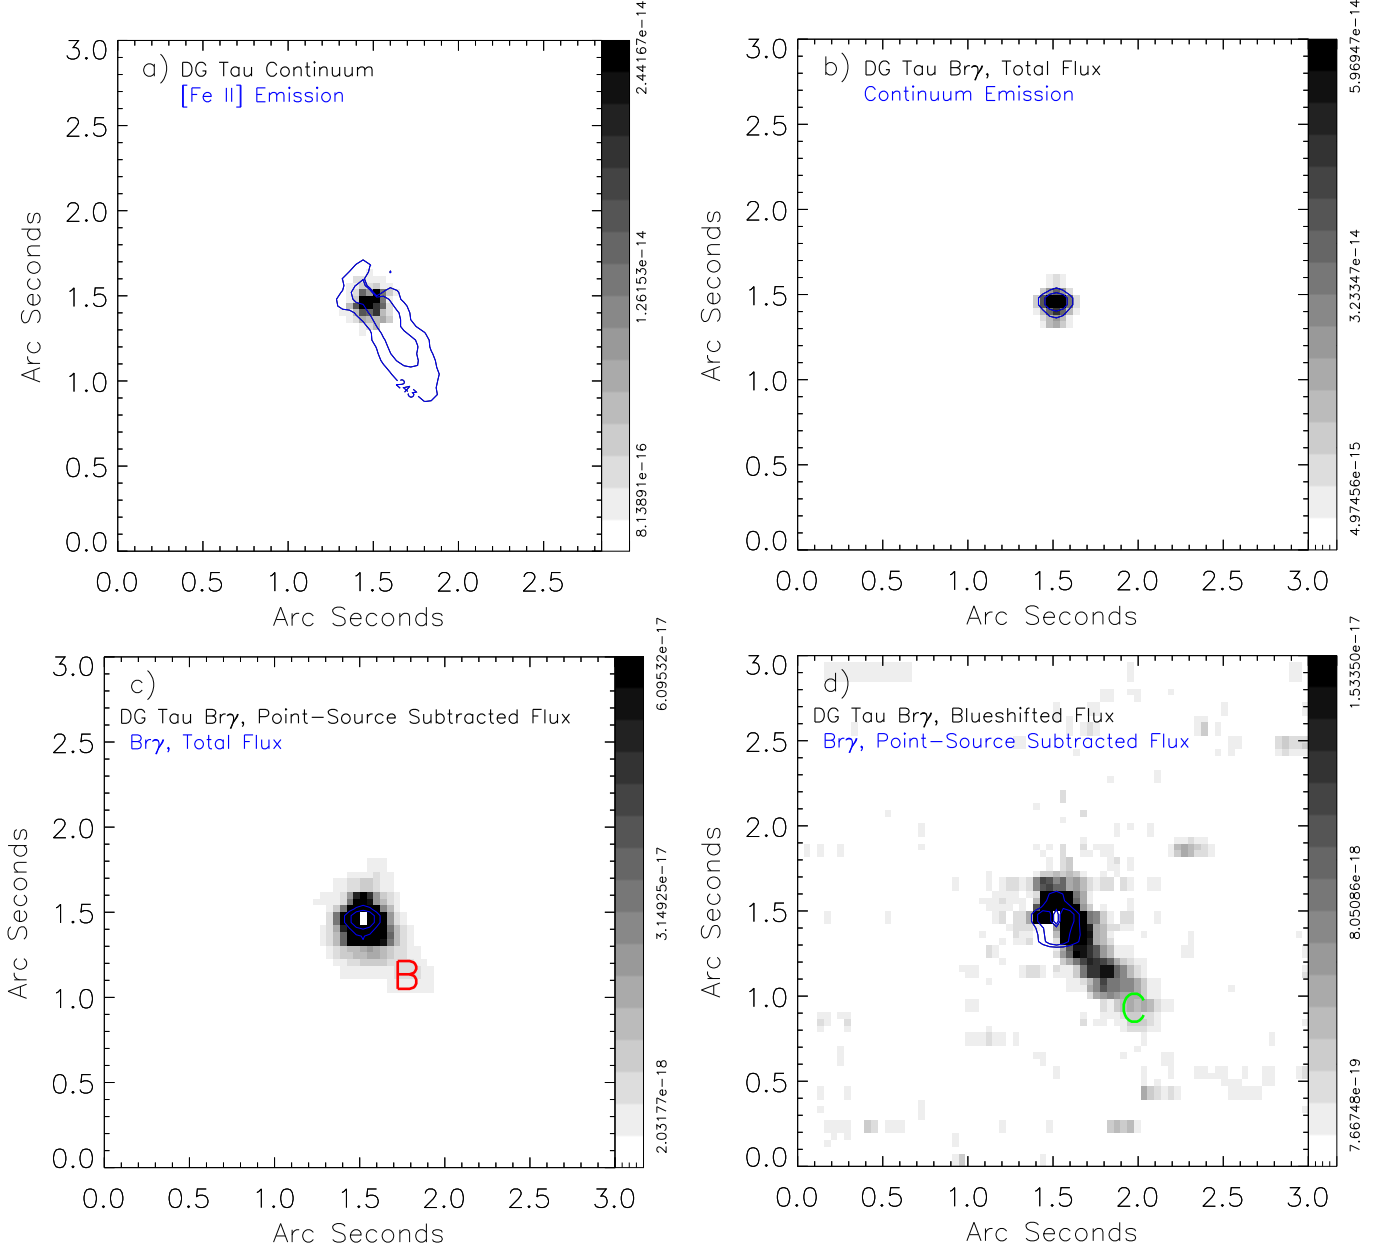 a) DG Tau Continuum
[Fe II] Emission
3.0
2.5
2.0
1.5
1.0
0.5
0.0
Arc Seconds
243
0.0 0.5 1.0 1.5 2.0 2.5
Arc Seconds
2.44167e-14
1.26153e-14
8.13891e-16
b) DG Tau Brγ, Total Flux
Continuum Emission
3.0
2.5
2.0
1.5
1.0
0.5
0.0
Arc Seconds
0.0 0.5 1.0 1.5 2.0 2.5 3.0
Arc Seconds
5.96947e-14
3.23347e-14
4.97456e-15
c)
DG Tau Brγ, Point-Source Subtracted Flux
Brγ, Total Flux
3.0
2.5
2.0
1.5
1.0
0.5
0.0
Arc Seconds
B
0.0 0.5 1.0 1.5 2.0 2.5 3.0
Arc Seconds
6.09532e-17
3.14925e-17
2.03177e-18
d)
DG Tau Brγ, Blueshifted Flux
Brγ, Point-Source Subtracted Flux
3.0
2.5
2.0
1.5
1.0
0.5
0.0
Arc Seconds
C
0.0 0.5 1.0 1.5 2.0 2.5 3.0
Arc Seconds
1.53350e-17
8.05086e-18
7.66748e-19